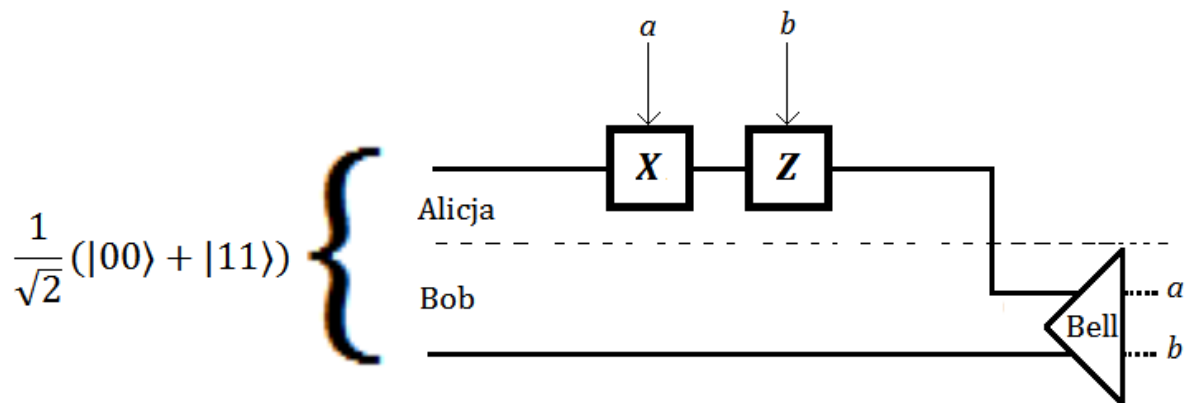 a b
X Z
Alicja
1/√2 (|00⟩ + |11⟩)
Bob
a
Bell
b